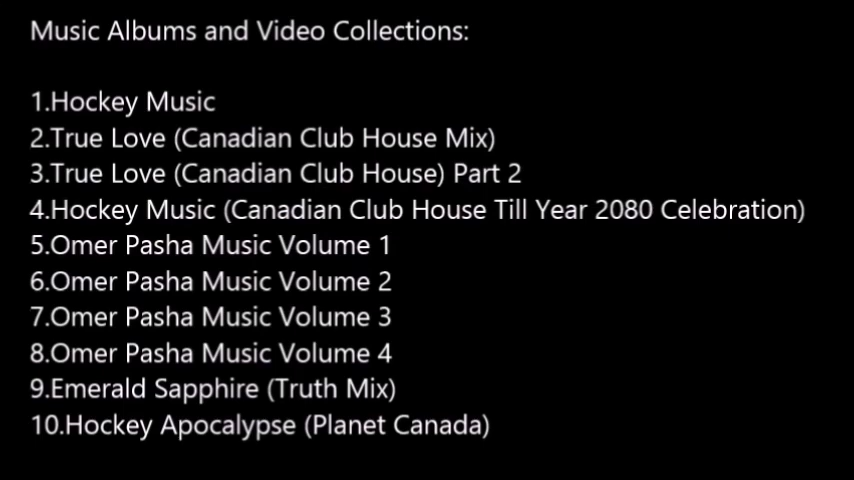 Music Albums and Video Collections:
1.Hockey Music
2.True Love (Canadian Club House Mix)
3.True Love (Canadian Club House) Part 2
4.Hockey Music (Canadian Club House Till Year 2080 Celebration)
5.Omer Pasha Music Volume 1
6.Omer Pasha Music Volume 2
7.Omer Pasha Music Volume 3
8.Omer Pasha Music Volume 4
9.Emerald Sapphire (Truth Mix)
10.Hockey Apocalypse (Planet Canada)